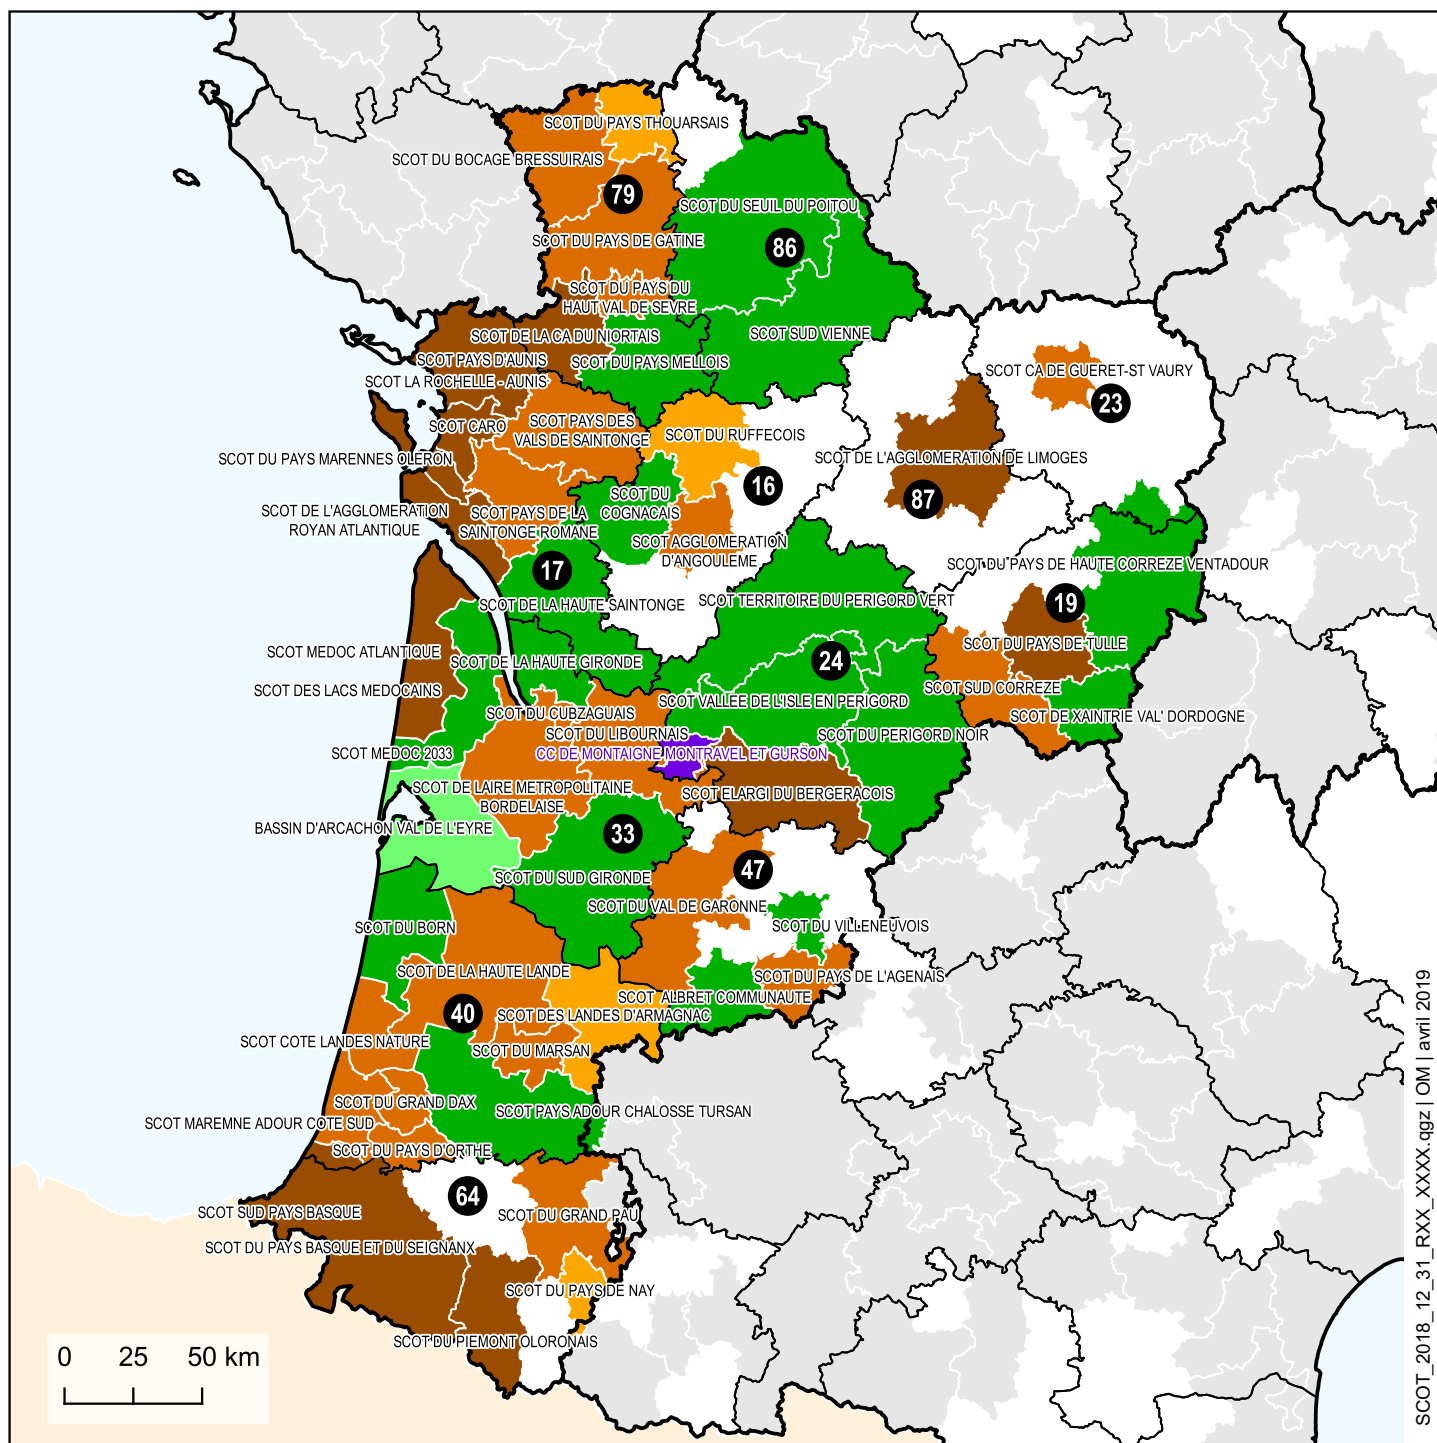 SCOT DU PAYS THOUARSAIS
SCOT DU BOCAGE BRESSUIRAIS
79
SCOT DU SEUIL DU POITOU
SCOT DU PAYS DE GATINE
86
SCOT DU PAYS DU
HAUT VAL DE SEVRE
SCOT DE LA CA DU NIORTAIS
SCOT SUD VIENNE
SCOT PAYS D'AUNIS
SCOT DU PAYS MELLOIS
SCOT LA ROCHELLE - AUNIS
SCOT CA DE GUERET-ST VAURY
23
SCOT CARO
SCOT PAYS DES
VALS DE SAINTONGE
SCOT DU RUFFECOIS
SCOT DU PAYS MARENNES OLERON
SCOT DE L'AGGLOMERATION DE LIMOGES
16
87
SCOT DU
COGNACAIS
SCOT DE L'AGGLOMERATION
ROYAN ATLANTIQUE
SCOT PAYS DE LA
SAINTONGE ROMANE
SCOT AGGLOMERATION
D'ANGOULEME
17
SCOT DU PAYS DE HAUTE CORREZE VENTADOUR
SCOT DE LA HAUTE SAINTONGE
SCOT TERRITOIRE DU PERIGORD VERT
19
SCOT DU PAYS DE TULLE
SCOT MEDOC ATLANTIQUE
SCOT DE LA HAUTE GIRONDE
24
SCOT DES LACS MEDOCAINS
SCOT SUD CORREZE
SCOT VALLEE DE L'ISLE EN PERIGORD
SCOT DU CUBZAGUAIS
SCOT DE XAINTRIE VAL' DORDOGNE
SCOT DU LIBOURNAIS
SCOT DU PERIGORD NOIR
SCOT MEDOC 2033
CC DE MONTAIGNE MONTRAVEL ET GURSON
SCOT DE LAIRE METROPOLITAINE
BORDELAISE
SCOT ELARGI DU BERGERACOIS
BASSIN D'ARCACHON VAL DE L'EYRE
33
47
SCOT DU SUD GIRONDE
SCOT DU VAL DE GARONNE
SCOT DU BORN
SCOT DU VILLENEUVOIS
SCOT DE LA HAUTE LANDE
SCOT DU PAYS DE L'AGENAIS
SCOT ALBRET COMMUNAUTE
40
SCOT DES LANDES D'ARMAGNAC
SCOT COTE LANDES NATURE
SCOT DU MARSAN
SCOT DU GRAND DAX
SCOT PAYS ADOUR CHALOSSE TURSAN
SCOT MAREMNE ADOUR COTE SUD
SCOT DU PAYS D'ORTHE
64
SCOT SUD PAYS BASQUE
SCOT DU GRAND PAU
SCOT DU PAYS BASQUE ET DU SEIGNANX
SCOT DU PAYS DE NAY
SCOT DU PIEMONT OLORONAIS
0 25 50 km
SCOT_2018_12_31_RXX_XXXX.qgz | OM | avril 2019